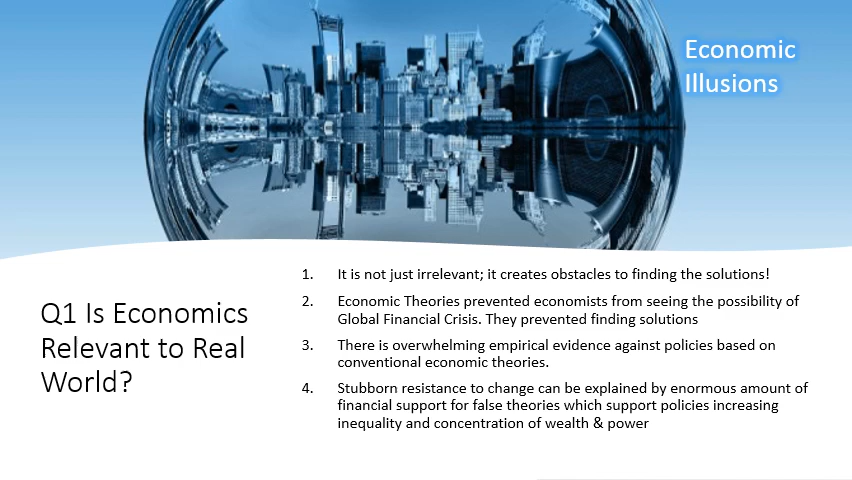 Economic
Illusions
Q1 Is Economics
Relevant to Real
World?
1. It is not just irrelevant; it creates obstacles to finding the solutions!
2. Economic Theories prevented economists from seeing the possibility of
Global Financial Crisis. They prevented finding solutions
3. There is overwhelming empirical evidence against policies based on
conventional economic theories.
4. Stubborn resistance to change can be explained by enormous amount of
financial support for false theories which support policies increasing
inequality and concentration of wealth & power